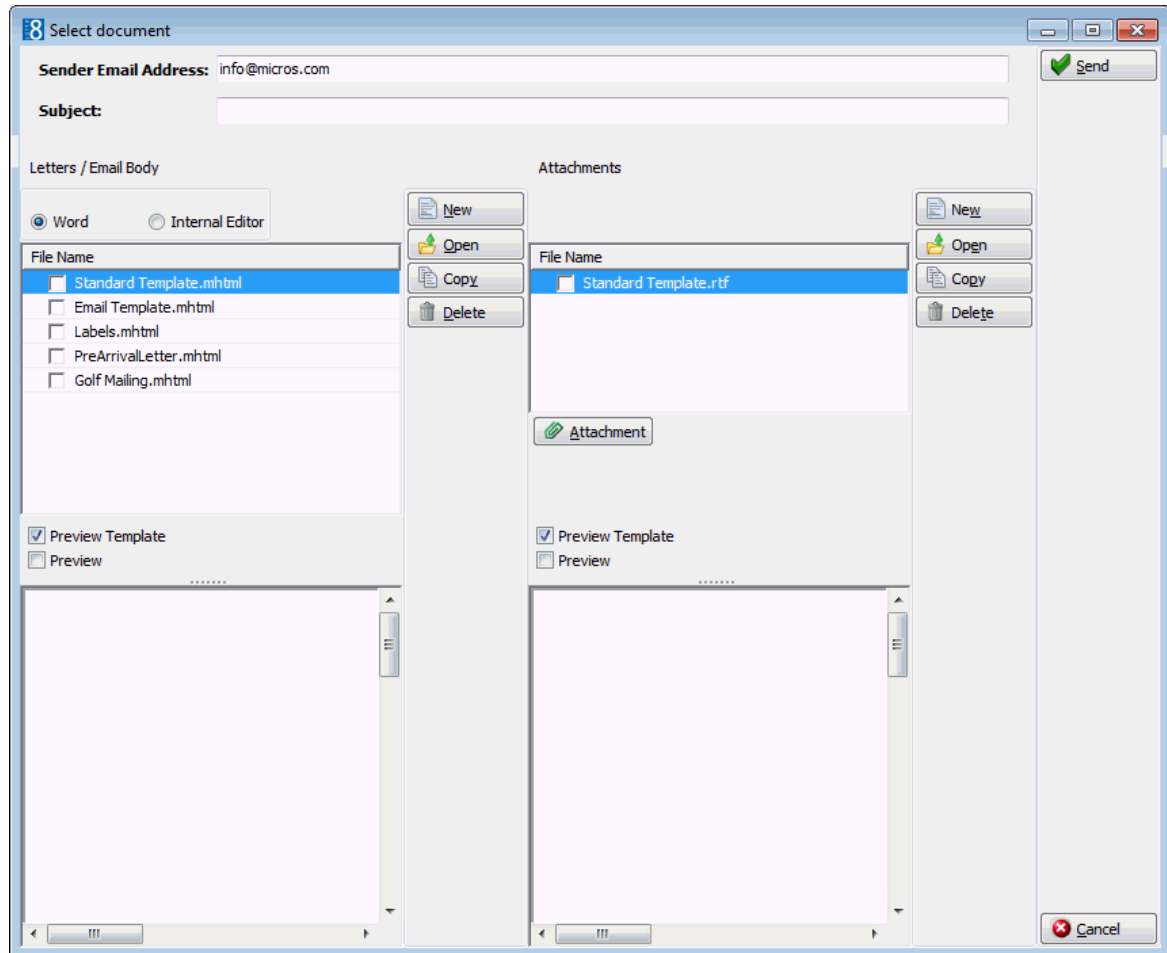 8 Select document
Sender Email Address: info@micros.com
Send
Subject:
Letters / Email Body
Attachments
Word Internal Editor
New
Open
Copy
Delete
File Name
Standard Template.mhtml
Email Template.mhtml
Labels.mhtml
PreArrivalLetter.mhtml
Golf Mailing.mhtml
File Name
Standard Template.rtf
New
Open
Copy
Delete
Attachment
Preview Template
Preview
Preview Template
Preview
Cancel